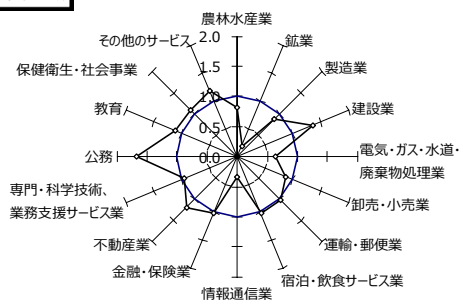 農林水産業
鉱業
製造業
建設業
電気・ガス・水道・
廃棄物処理業
卸売・小売業
運輸・郵便業
宿泊・飲食サービス業
情報通信業
金融・保険業
不動産業
専門・科学技術、
業務支援サービス業
公務
教育
保健衛生・社会事業
その他のサービス
2.0
1.5
1.0
0.5
0.0